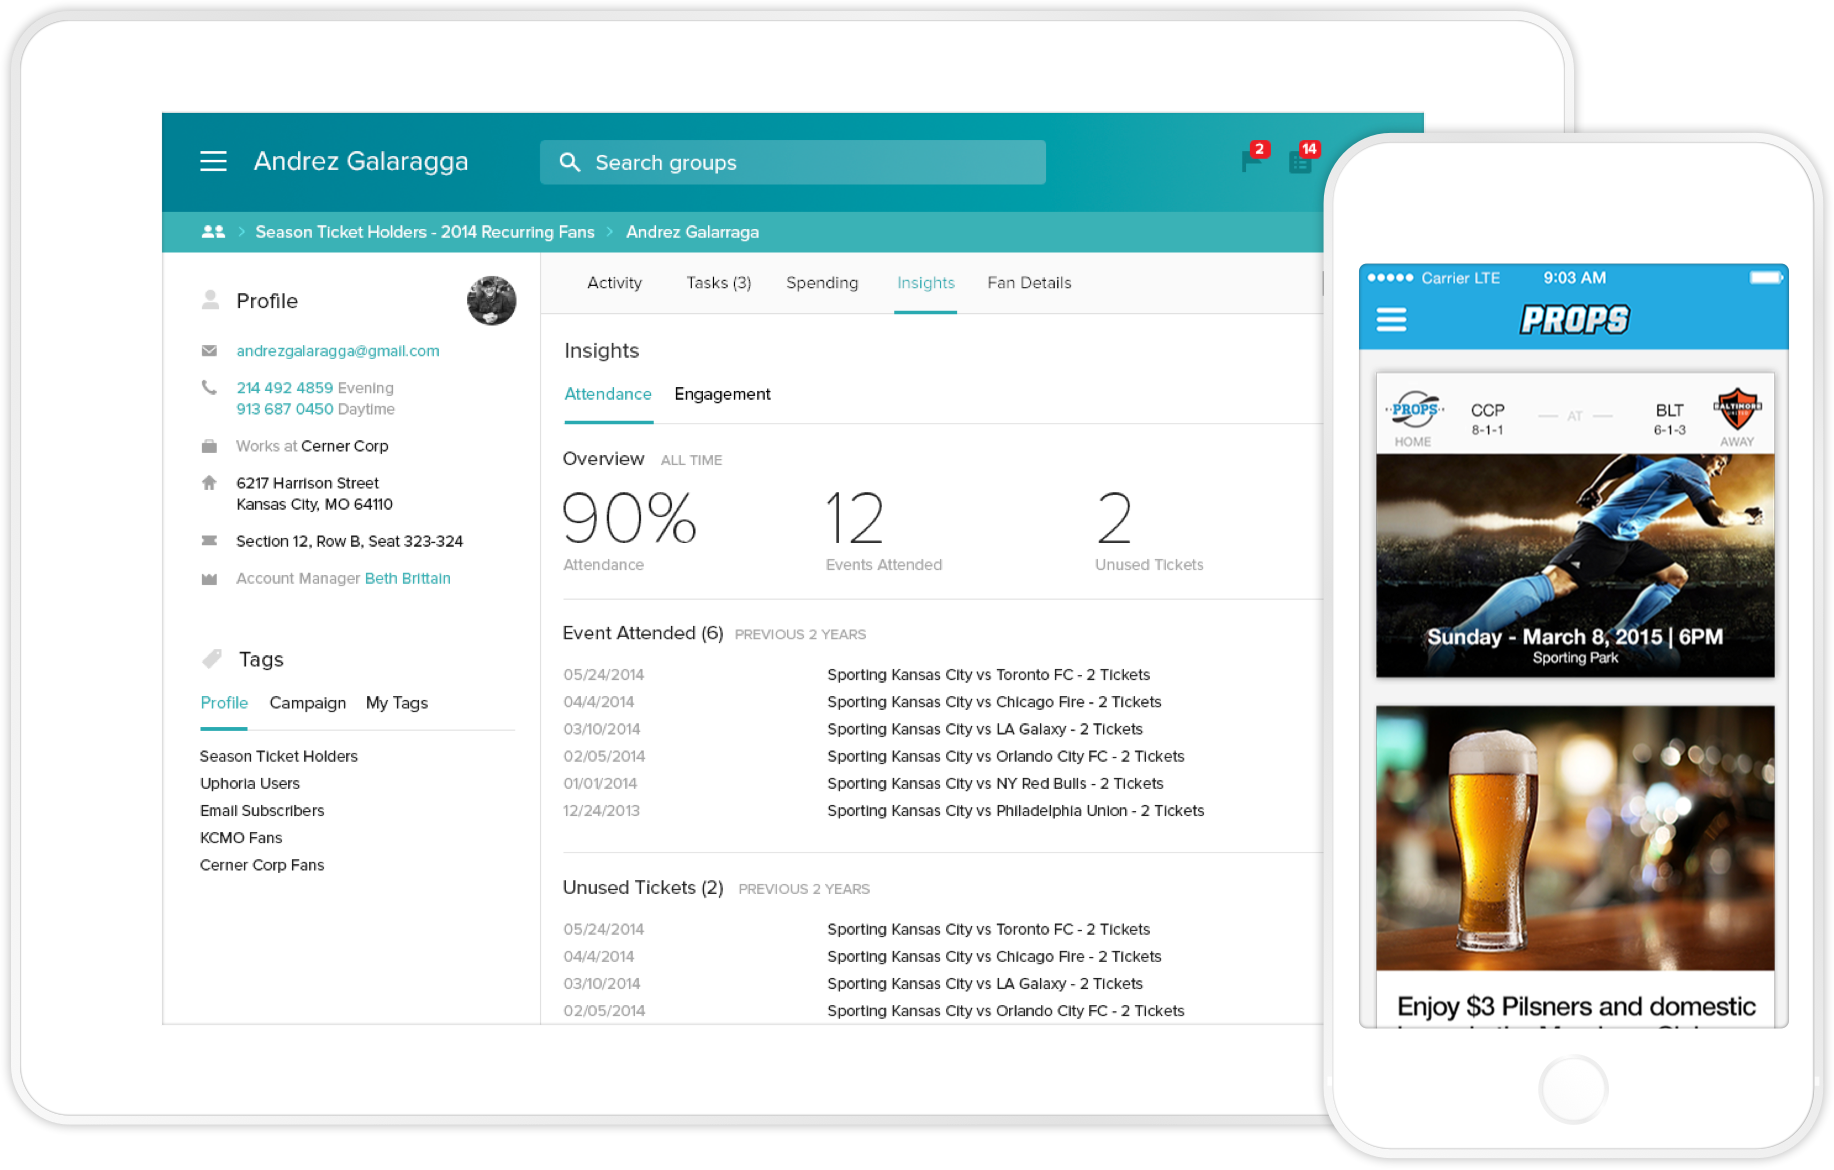 Andrez Galaragga
Search groups
2
14
Season Ticket Holders - 2014 Recurring Fans > Andrez Galarraga
Profile
andrezgalaragga@gmail.com
214 492 4859 Evening
913 687 0450 Daytime
Works at Cerner Corp
6217 Harrison Street
Kansas City, MO 64110
Section 12, Row B, Seat 323-324
Account Manager Beth Brittain
Tags
Profile Campaign My Tags
Season Ticket Holders
Uphoria Users
Email Subscribers
KCMO Fans
Cerner Corp Fans
Activity Tasks (3) Spending Insights Fan Details
Insights
Attendance Engagement
Overview ALL TIME
90% 12 2
Attendance Events Attended Unused Tickets
Event Attended (6) PREVIOUS 2 YEARS
05/24/2014 Sporting Kansas City vs Toronto FC - 2 Tickets
04/4/2014 Sporting Kansas City vs Chicago Fire - 2 Tickets
03/10/2014 Sporting Kansas City vs LA Galaxy - 2 Tickets
02/05/2014 Sporting Kansas City vs Orlando City FC - 2 Tickets
01/01/2014 Sporting Kansas City vs NY Red Bulls - 2 Tickets
12/24/2013 Sporting Kansas City vs Philadelphia Union - 2 Tickets
Unused Tickets (2) PREVIOUS 2 YEARS
05/24/2014 Sporting Kansas City vs Toronto FC - 2 Tickets
04/4/2014 Sporting Kansas City vs Chicago Fire - 2 Tickets
03/10/2014 Sporting Kansas City vs LA Galaxy - 2 Tickets
02/05/2014 Sporting Kansas City vs Orlando City FC - 2 Tickets
Carrier LTE 9:03 AM
PROPS
PROPS CCP AT BLT BALTIMORE UNITED
8-1-1 6-1-3
HOME AWAY
Sunday - March 8, 2015 | 6PM
Sporting Park
Enjoy $3 Pilsners and domestic